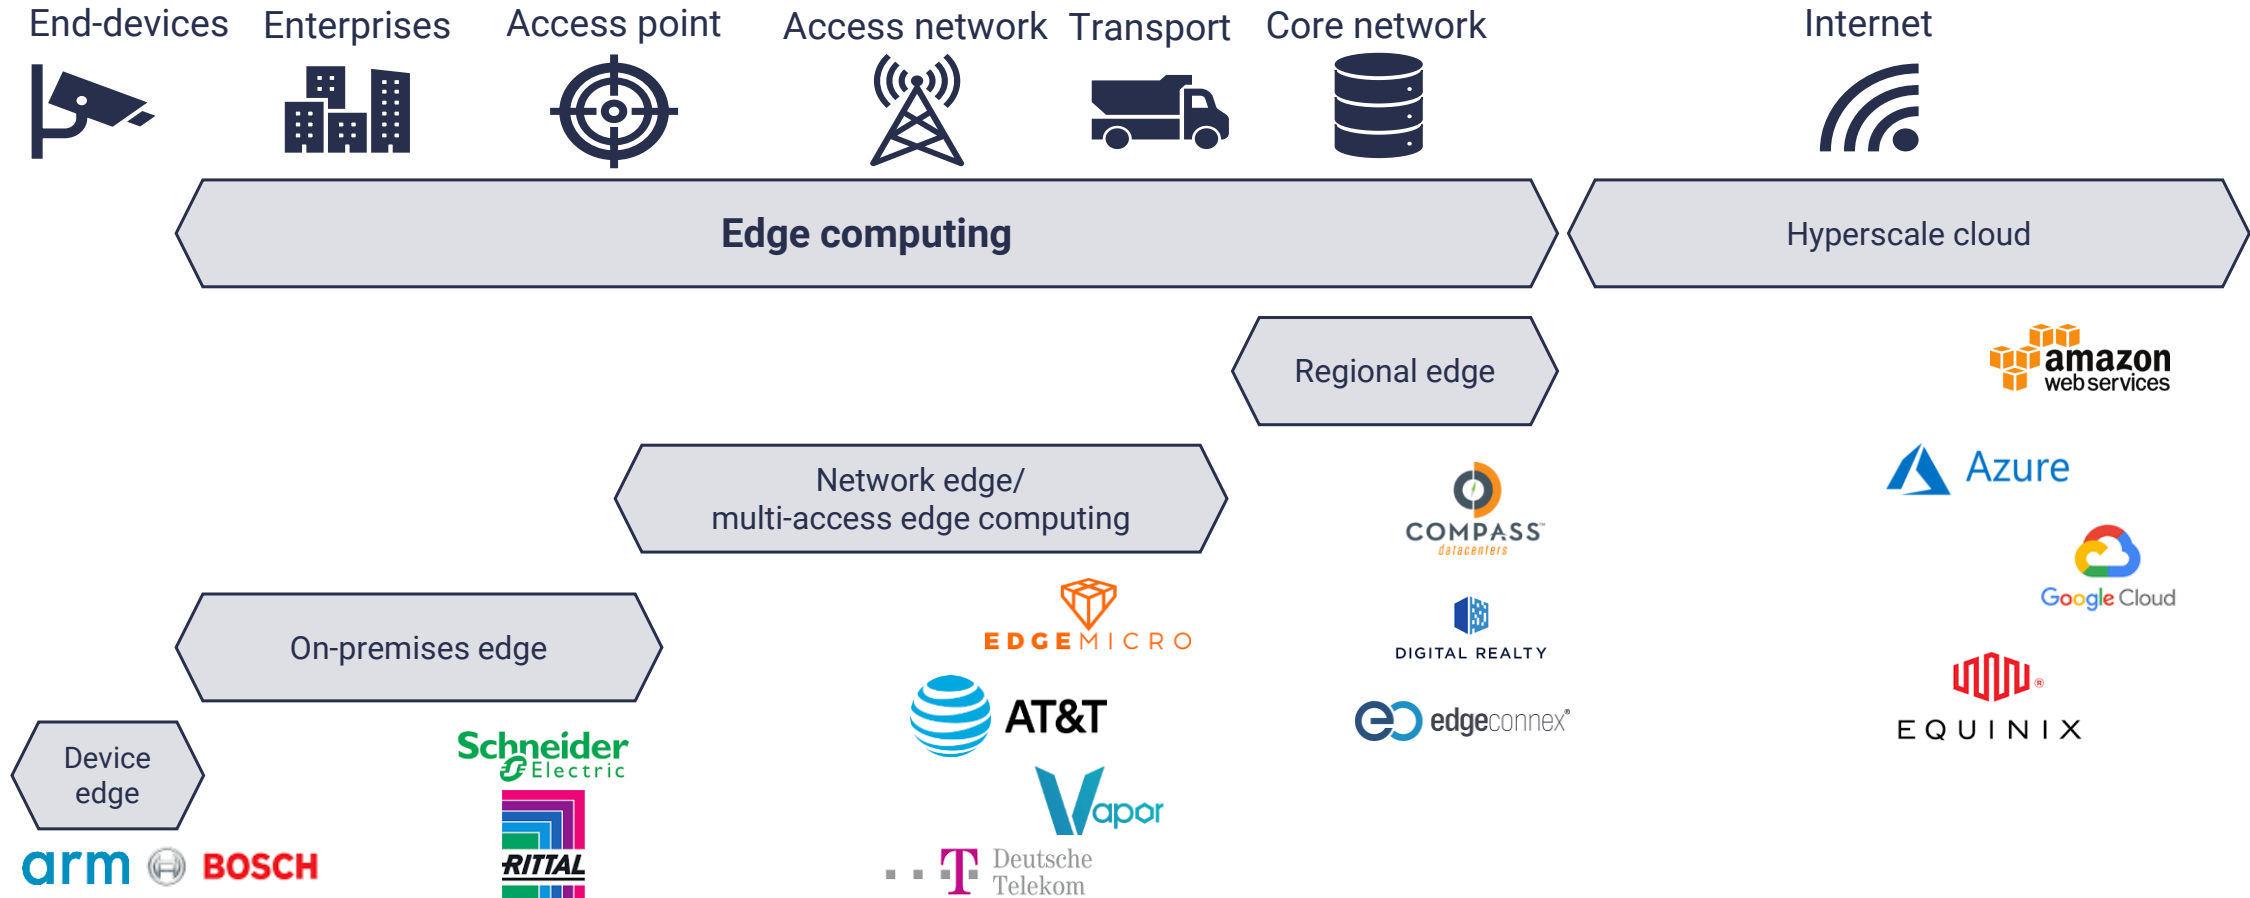 End-devices
Enterprises
Access point
Access network
Transport
Core network
Internet
Edge computing
Hyperscale cloud
Regional edge
amazon
web services
Network edge/
multi-access edge computing
Azure
COMPASS™
datacenters
Google Cloud
EDGEMICRO
On-premises edge
DIGITAL REALTY
EQUINIX®
AT&T
edgeconnex®
Device
edge
Schneider
Electric
Vapor
RITTAL
arm
BOSCH
T
Deutsche
Telekom